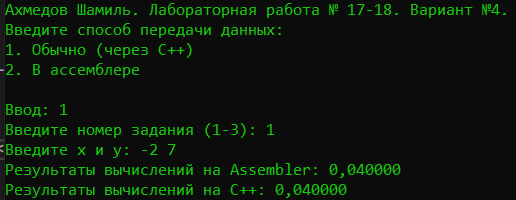 Ахмедов Шамиль. Лабораторная работа № 17-18. Вариант №4.
Введите способ передачи данных:
1. Обычно (через С++)
2. В ассемблере
Ввод: 1
Введите номер задания (1-3): 1
Введите x и y: -2 7
Результаты вычислений на Assembler: 0,040000
Результаты вычислений на С++: 0,040000